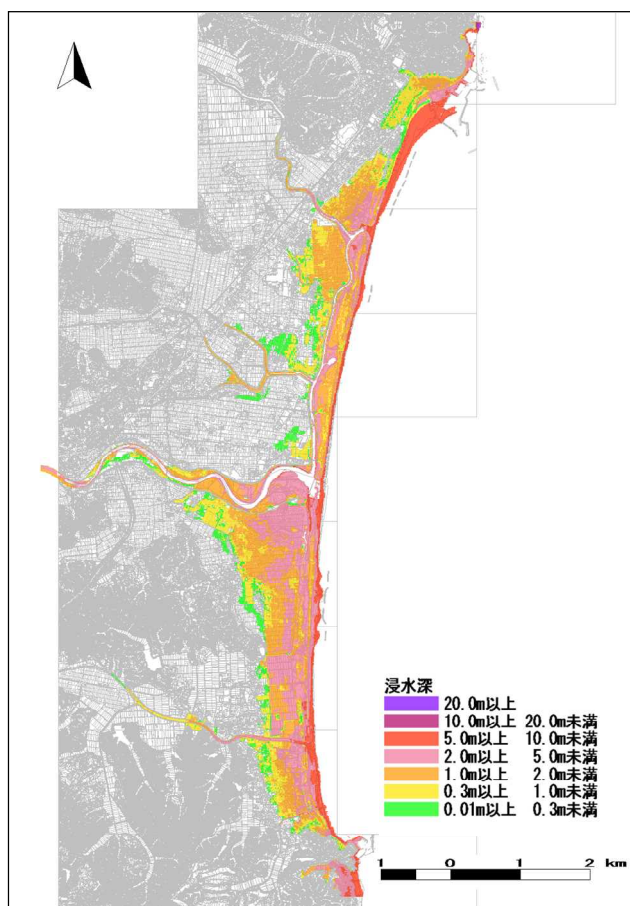 浸水深
20.0m以上
10.0m以上 20.0m未満
5.0m以上 10.0m未満
2.0m以上 5.0m未満
1.0m以上 2.0m未満
0.3m以上 1.0m未満
0.01m以上 0.3m未満
1 0 1 2 km